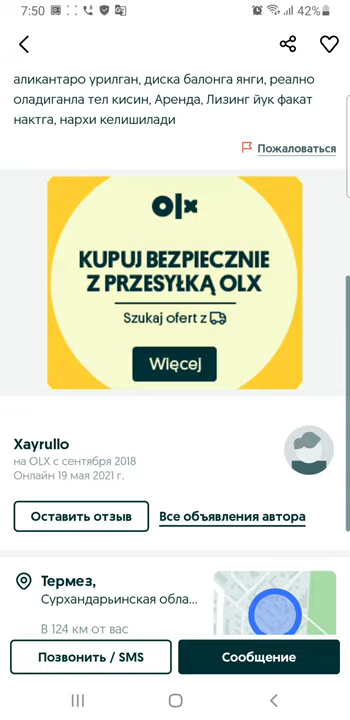 7:50
42%
аликантаро урилган, диска балонга янги, реално
оладиганла тел кисин, Аренда, Лизинг йук факат
нактга, нархи келишилади
Пожаловаться
olx
KUPUJ BEZPIECZNIE
Z PRZESYŁKĄ OLX
Szukaj ofert z
Więcej
Xayrullo
на OLX с сентября 2018
Онлайн 19 мая 2021 г.
Оставить отзыв
Все объявления автора
Термез,
Сурхандарьинская обла...
В 124 км от вас
Позвонить / SMS
Сообщение